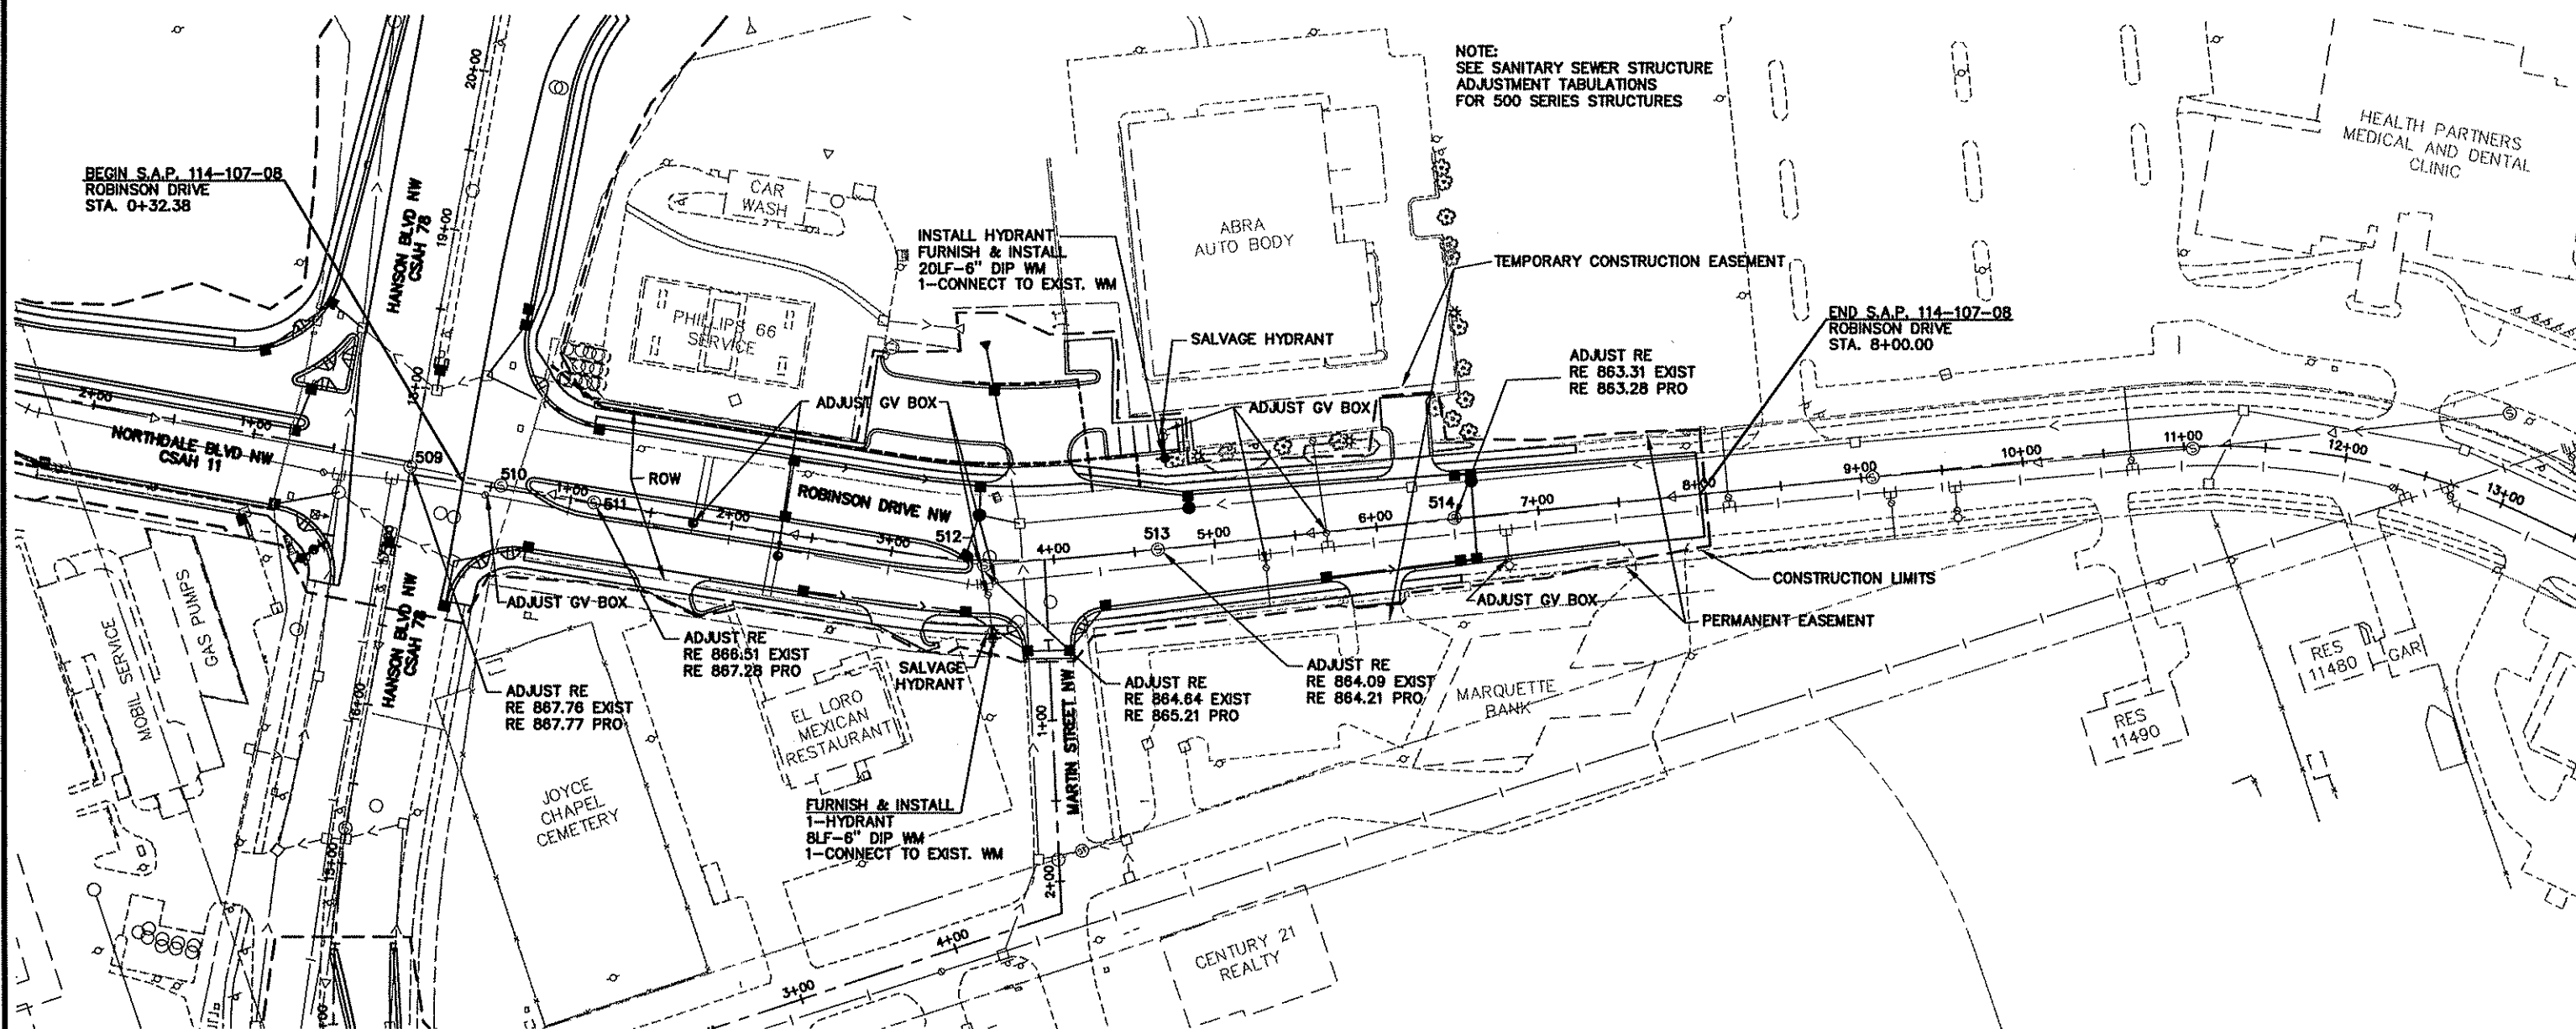 NOTE:
SEE SANITARY SEWER STRUCTURE
ADJUSTMENT TABULATIONS
FOR 500 SERIES STRUCTURES
HEALTH PARTNERS
MEDICAL AND DENTAL
CLINIC
BEGIN S.A.P. 114-107-08
ROBINSON DRIVE
STA. 0+32.38
20+00
19+00
HANSON BLVD NW
CSAH 78
18+00
CAR
WASH
PHILLIPS 66
SERVICE
INSTALL HYDRANT
FURNISH & INSTALL
20LF-6" DIP WM
1-CONNECT TO EXIST. WM
ABRA
AUTO BODY
TEMPORARY CONSTRUCTION EASEMENT
SALVAGE HYDRANT
END S.A.P. 114-107-08
ROBINSON DRIVE
STA. 8+00.00
ADJUST RE
RE 863.31 EXIST
RE 863.28 PRO
ADJUST GV BOX
ADJUST GV BOX
2+00
1+00
NORTHDALE BLVD NW
CSAH 11
509
510
511
1+00
ROW
2+00
ROBINSON DRIVE NW
3+00
512
4+00
513
5+00
6+00
514
7+00
8+00
9+00
10+00
11+00
12+00
13+00
CONSTRUCTION LIMITS
ADJUST GV BOX
PERMANENT EASEMENT
ADJUST GV BOX
ADJUST RE
RE 866.51 EXIST
RE 867.28 PRO
SALVAGE
HYDRANT
ADJUST RE
RE 867.76 EXIST
RE 867.77 PRO
ADJUST RE
RE 864.64 EXIST
RE 865.21 PRO
ADJUST RE
RE 864.09 EXIST
RE 864.21 PRO
MARQUETTE
BANK
RES
11480
GAR
RES
11490
MOBIL SERVICE
GAS PUMPS
HANSON BLVD NW
CSAH 78
16+00
15+00
JOYCE
CHAPEL
CEMETERY
EL LORO
MEXICAN
RESTAURANT
FURNISH & INSTALL
1-HYDRANT
8LF-6" DIP WM
1-CONNECT TO EXIST. WM
1+00
MARTIN STREET NW
2+00
4+00
3+00
CENTURY 21
REALTY